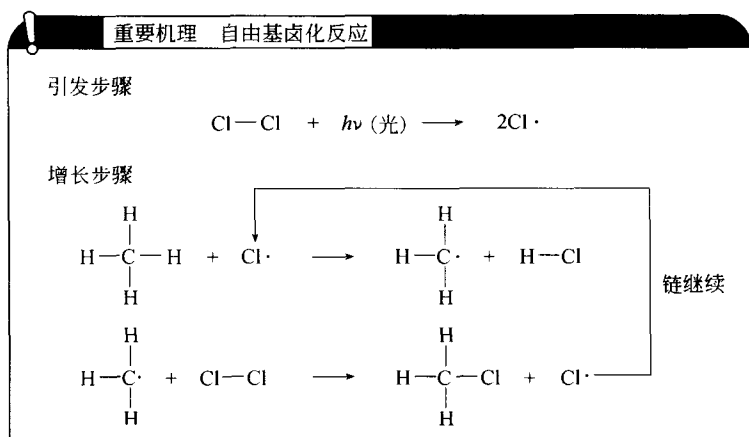 ! 重要机理 自由基卤化反应
引发步骤
Cl—Cl + hν (光) ⟶ 2Cl·
增长步骤
H H
H—C—H + Cl· ⟶ H—C· + H—Cl
H H
链继续
H H
H—C· + Cl—Cl ⟶ H—C—Cl + Cl·
H H